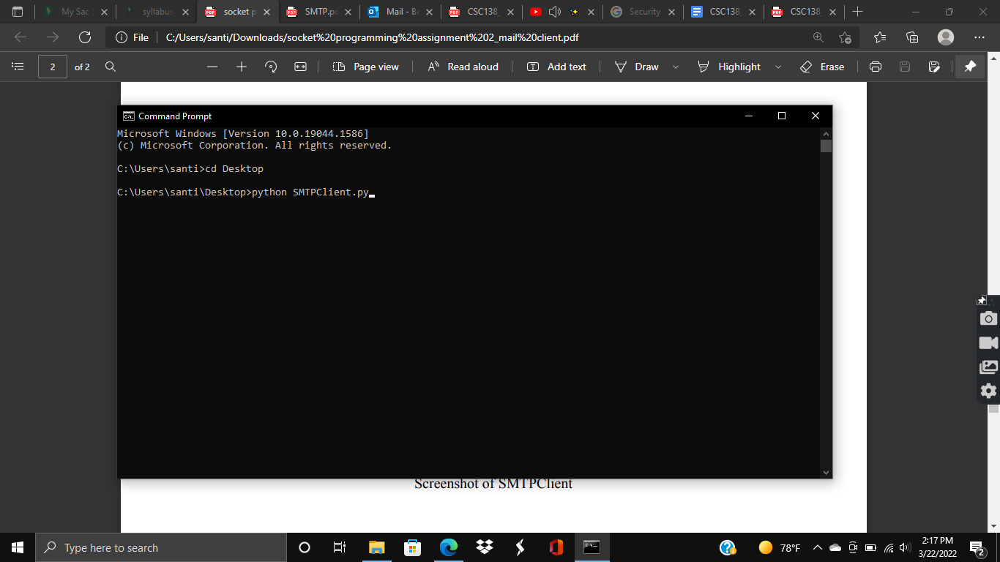 My Sac
syllabus
socket p
SMTP.pc
Mail - Be
CSC138_
Security
CSC138_
CSC138_
File
C:/Users/santi/Downloads/socket%20programming%20assignment%202_mail%20client.pdf
2 of 2
Page view
Read aloud
Add text
Draw
Highlight
Erase
Command Prompt
Microsoft Windows [Version 10.0.19044.1586]
(c) Microsoft Corporation. All rights reserved.
C:\Users\santi>cd Desktop
C:\Users\santi\Desktop>python SMTPClient.py
Screenshot of SMTPClient
Type here to search
78°F
2:17 PM
3/22/2022
2